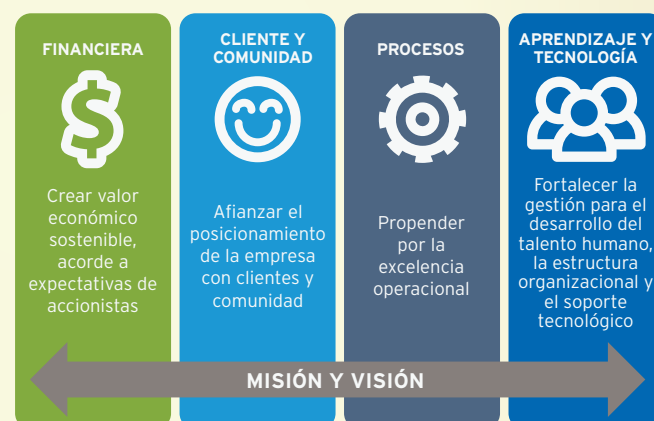 FINANCIERA
Crear valor
económico
sostenible,
acorde a
expectativas de
accionistas
CLIENTE Y
COMUNIDAD
Afianzar el
posicionamiento
de la empresa
con clientes y
comunidad
PROCESOS
Propender
por la
excelencia
operacional
APRENDIZAJE Y
TECNOLOGÍA
Fortalecer la
gestión para el
desarrollo del
talento humano,
la estructura
organizacional y
el soporte
tecnológico
MISIÓN Y VISIÓN